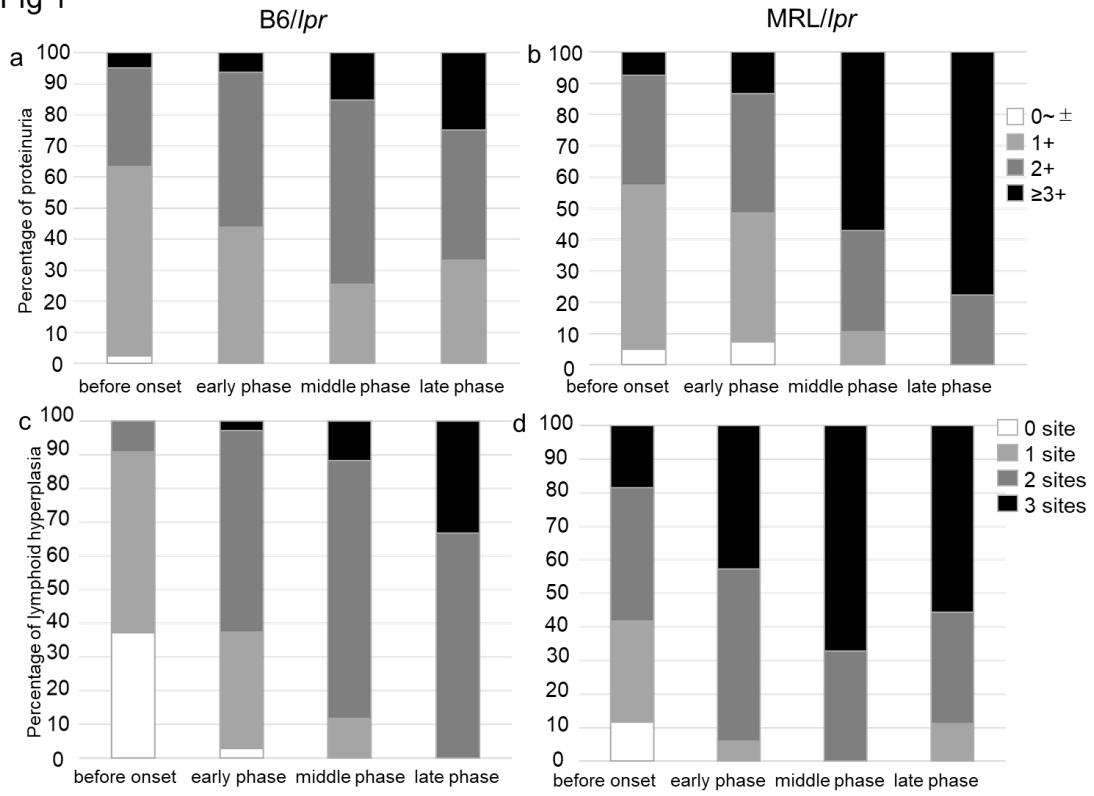 Fig 1
B6/lpr
MRL/lpr
a
Percentage of proteinuria
100
90
80
70
60
50
40
30
20
10
0
before onset early phase middle phase late phase
b
100
90
80
70
60
50
40
30
20
10
0
before onset early phase middle phase late phase
0~ ±
1+
2+
≥3+
c
Percentage of lymphoid hyperplasia
100
90
80
70
60
50
40
30
20
10
0
before onset early phase middle phase late phase
d
100
90
80
70
60
50
40
30
20
10
0
before onset early phase middle phase late phase
0 site
1 site
2 sites
3 sites